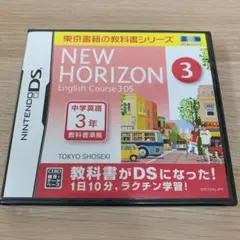 東京書籍の教科書シリーズ
NEW
HORIZON
3
English Course 3 DS
中学英語
3年
教科書準拠
TOKYO SHOSEKI
NINTENDO DS
教科書がDSになった!
1日10分、ラクチン学習!
CERO